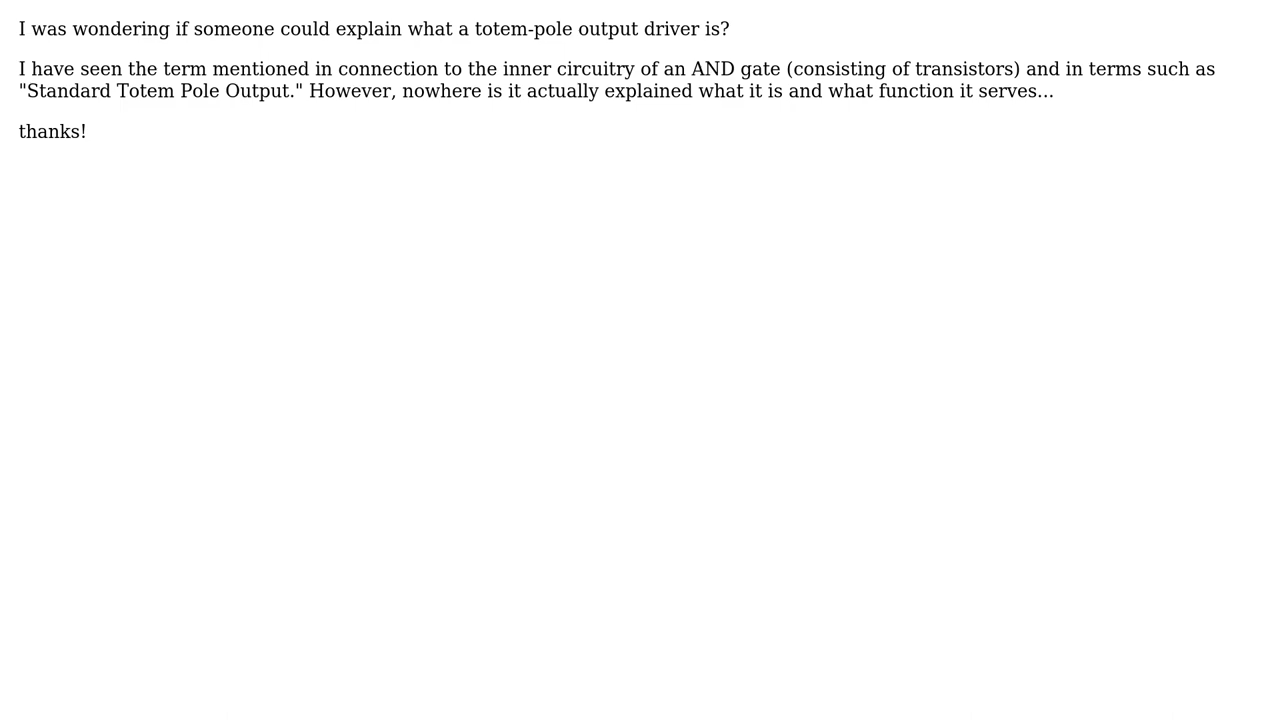 I was wondering if someone could explain what a totem-pole output driver is?
I have seen the term mentioned in connection to the inner circuitry of an AND gate (consisting of transistors) and in terms such as
"Standard Totem Pole Output." However, nowhere is it actually explained what it is and what function it serves...
thanks!